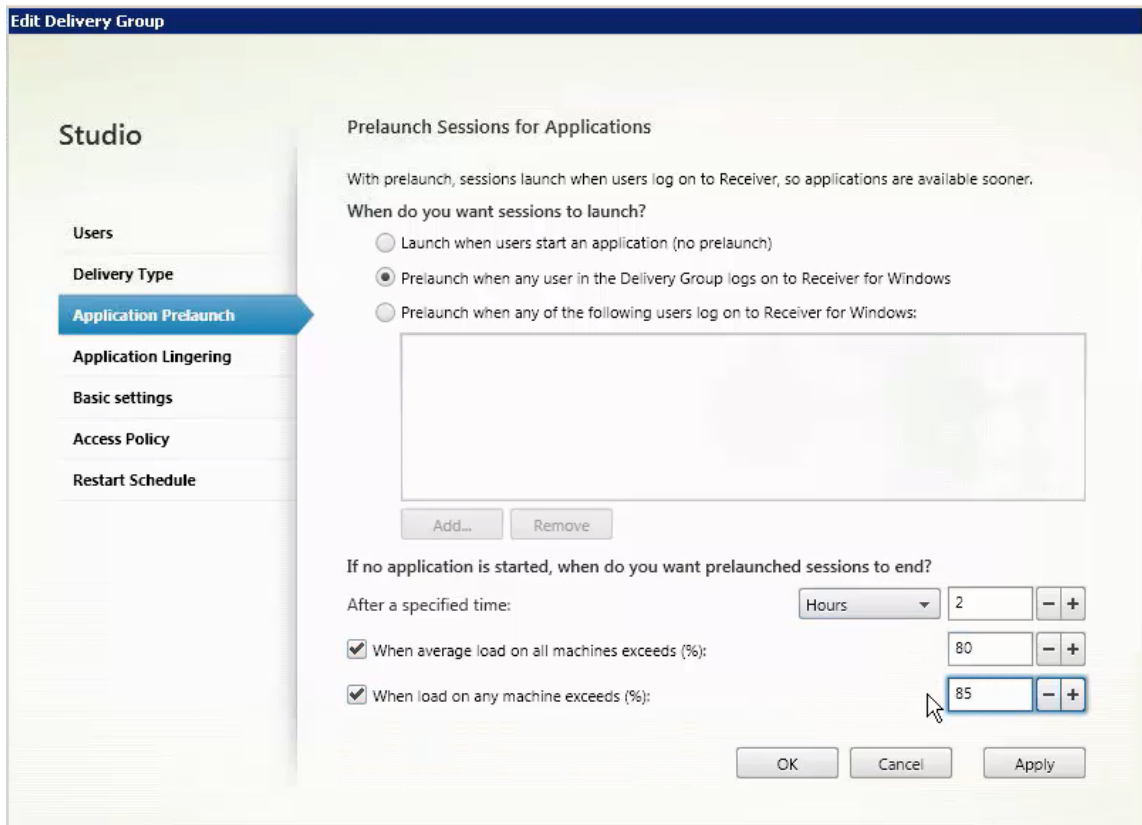 Edit Delivery Group
Studio
Users
Delivery Type
Application Prelaunch
Application Lingering
Basic settings
Access Policy
Restart Schedule
Prelaunch Sessions for Applications
With prelaunch, sessions launch when users log on to Receiver, so applications are available sooner.
When do you want sessions to launch?
Launch when users start an application (no prelaunch)
Prelaunch when any user in the Delivery Group logs on to Receiver for Windows
Prelaunch when any of the following users log on to Receiver for Windows:
Add... Remove
If no application is started, when do you want prelaunched sessions to end?
After a specified time: Hours 2 − +
When average load on all machines exceeds (%): 80 − +
When load on any machine exceeds (%): 85 − +
OK Cancel Apply